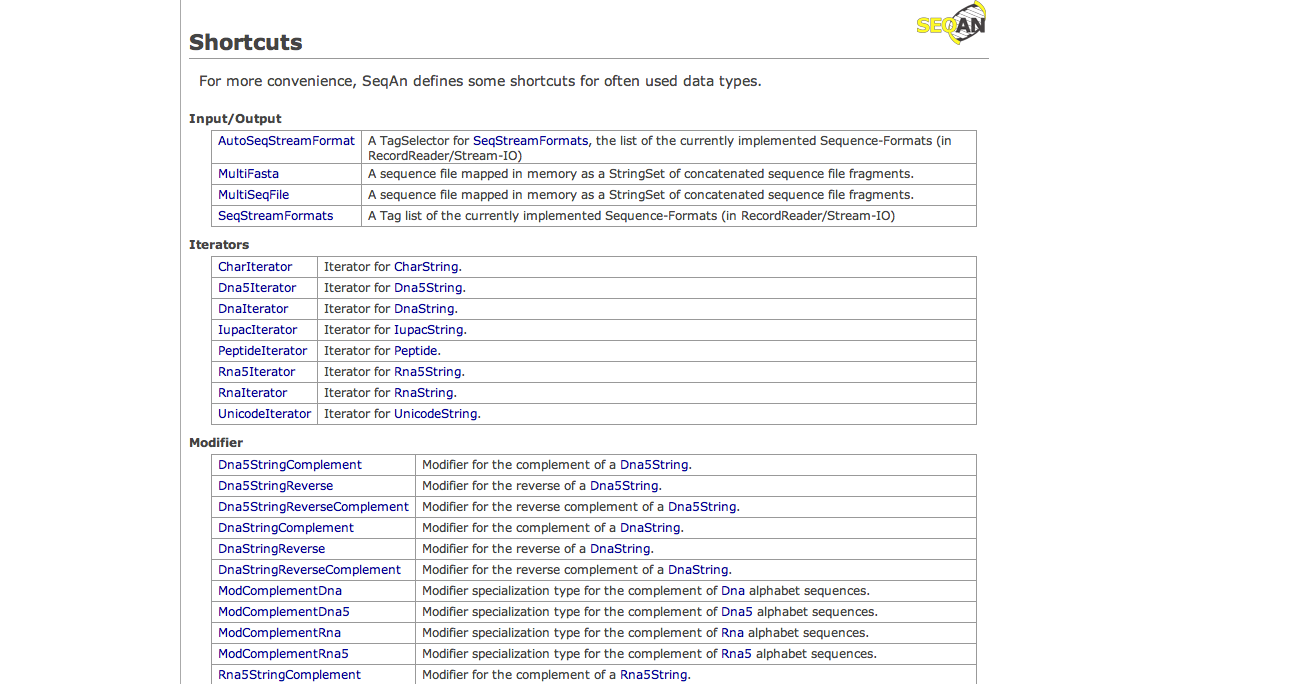 SEQAN
Shortcuts
For more convenience, SeqAn defines some shortcuts for often used data types.
Input/Output
AutoSeqStreamFormat A TagSelector for SeqStreamFormats, the list of the currently implemented Sequence-Formats (in
RecordReader/Stream-IO)
MultiFasta A sequence file mapped in memory as a StringSet of concatenated sequence file fragments.
MultiSeqFile A sequence file mapped in memory as a StringSet of concatenated sequence file fragments.
SeqStreamFormats A Tag list of the currently implemented Sequence-Formats (in RecordReader/Stream-IO)
Iterators
CharIterator Iterator for CharString.
Dna5Iterator Iterator for Dna5String.
DnaIterator Iterator for DnaString.
IupacIterator Iterator for IupacString.
PeptideIterator Iterator for Peptide.
Rna5Iterator Iterator for Rna5String.
RnaIterator Iterator for RnaString.
UnicodeIterator Iterator for UnicodeString.
Modifier
Dna5StringComplement Modifier for the complement of a Dna5String.
Dna5StringReverse Modifier for the reverse of a Dna5String.
Dna5StringReverseComplement Modifier for the reverse complement of a Dna5String.
DnaStringComplement Modifier for the complement of a DnaString.
DnaStringReverse Modifier for the reverse of a DnaString.
DnaStringReverseComplement Modifier for the reverse complement of a DnaString.
ModComplementDna Modifier specialization type for the complement of Dna alphabet sequences.
ModComplementDna5 Modifier specialization type for the complement of Dna5 alphabet sequences.
ModComplementRna Modifier specialization type for the complement of Rna alphabet sequences.
ModComplementRna5 Modifier specialization type for the complement of Rna5 alphabet sequences.
Rna5StringComplement Modifier for the complement of a Rna5String.